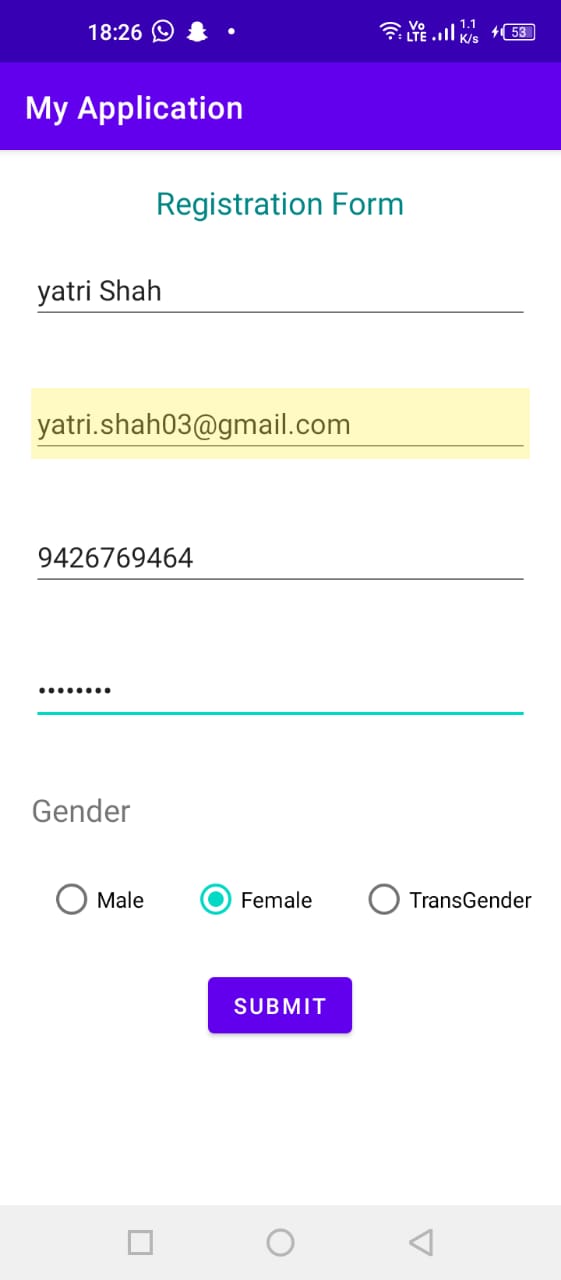 18:26 Vo LTE 1.1 K/s 53
My Application
Registration Form
yatri Shah
yatri.shah03@gmail.com
9426769464
••••••••
Gender
Male Female TransGender
SUBMIT